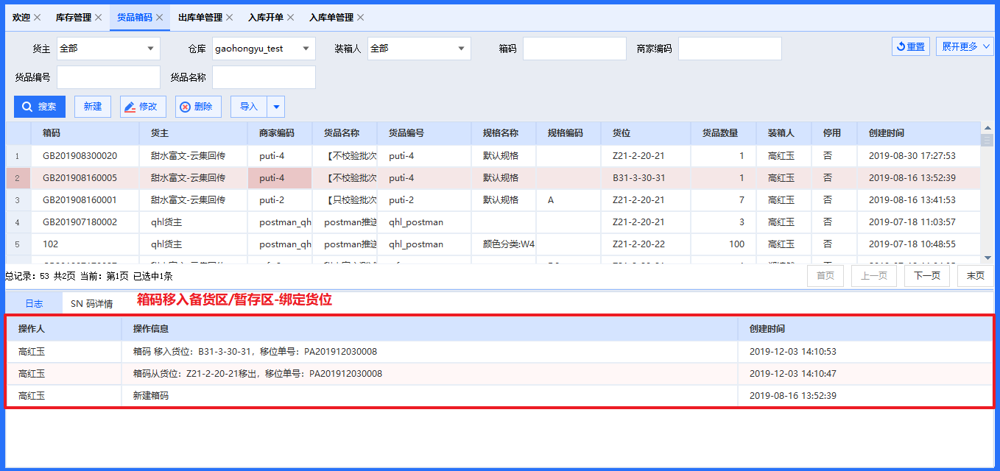 欢迎 库存管理 货品箱码 出库单管理 入库开单 入库单管理
货主 全部 仓库 gaohongyu_test 装箱人 全部 箱码 商家编码 重置 展开更多
货品编号 货品名称
搜索 新建 修改 删除 导入
箱码 货主 商家编码 货品名称 货品编号 规格名称 规格编码 货位 货品数量 装箱人 停用 创建时间
1 GB201908300020 甜水富文-云集回传 puti-4 【不校验批次 puti-4 默认规格 Z21-2-20-21 1 高红玉 否 2019-08-30 17:27:53
2 GB201908160005 甜水富文-云集回传 puti-4 【不校验批次 puti-4 默认规格 B31-3-30-31 1 高红玉 否 2019-08-16 13:52:39
3 GB201908160001 甜水富文-云集回传 puti-2 【只校验批次 puti-2 默认规格 A Z21-2-20-21 7 高红玉 否 2019-08-16 13:41:53
4 GB201907180002 qhl货主 postman_qh postman推送 qhl_postman Z21-2-20-21 3 高红玉 否 2019-07-18 11:03:57
5 102 qhl货主 postman_qh postman推送 qhl_postman 颜色分类:W4 Z21-2-20-22 100 高红玉 否 2019-07-18 10:48:55
总记录：53 共2页 当前：第1页 已选中1条 首页 上一页 下一页 末页
日志 SN 码详情 箱码移入备货区/暂存区-绑定货位
操作人 操作信息 创建时间
高红玉 箱码 移入货位：B31-3-30-31，移位单号：PA201912030008 2019-12-03 14:10:53
高红玉 箱码从货位：Z21-2-20-21移出，移位单号：PA201912030008 2019-12-03 14:10:47
高红玉 新建箱码 2019-08-16 13:52:39